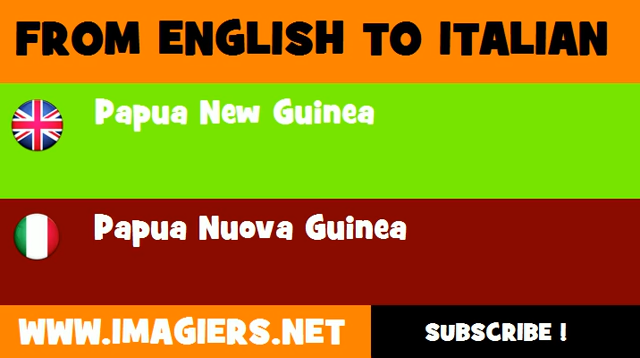 FROM ENGLISH TO ITALIAN
Papua New Guinea
Papua Nuova Guinea
WWW.IMAGIERS.NET
SUBSCRIBE !